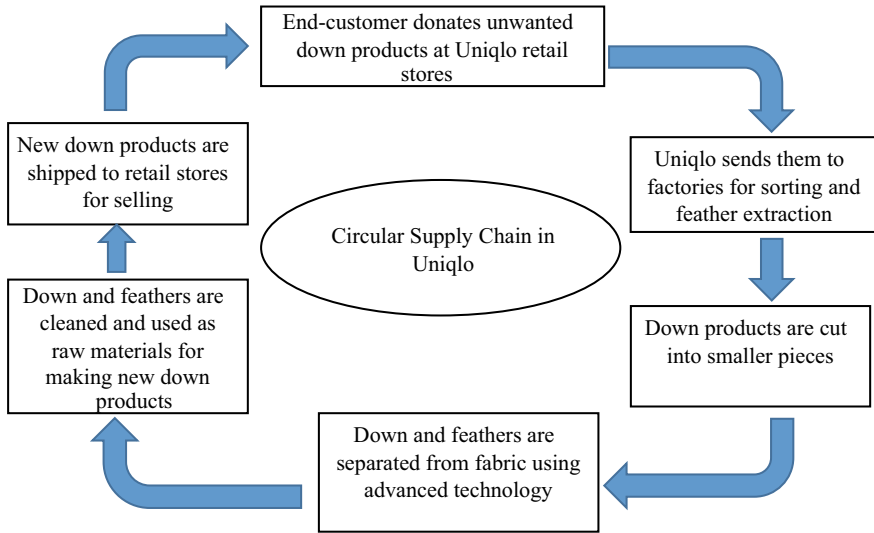 End-customer donates unwanted
down products at Uniqlo retail
stores
Uniqlo sends them to
factories for sorting and
feather extraction
Down products are cut
into smaller pieces
Down and feathers are
separated from fabric using
advanced technology
Down and feathers are
cleaned and used as
raw materials for
making new down
products
New down products are
shipped to retail stores
for selling
Circular Supply Chain in
Uniqlo